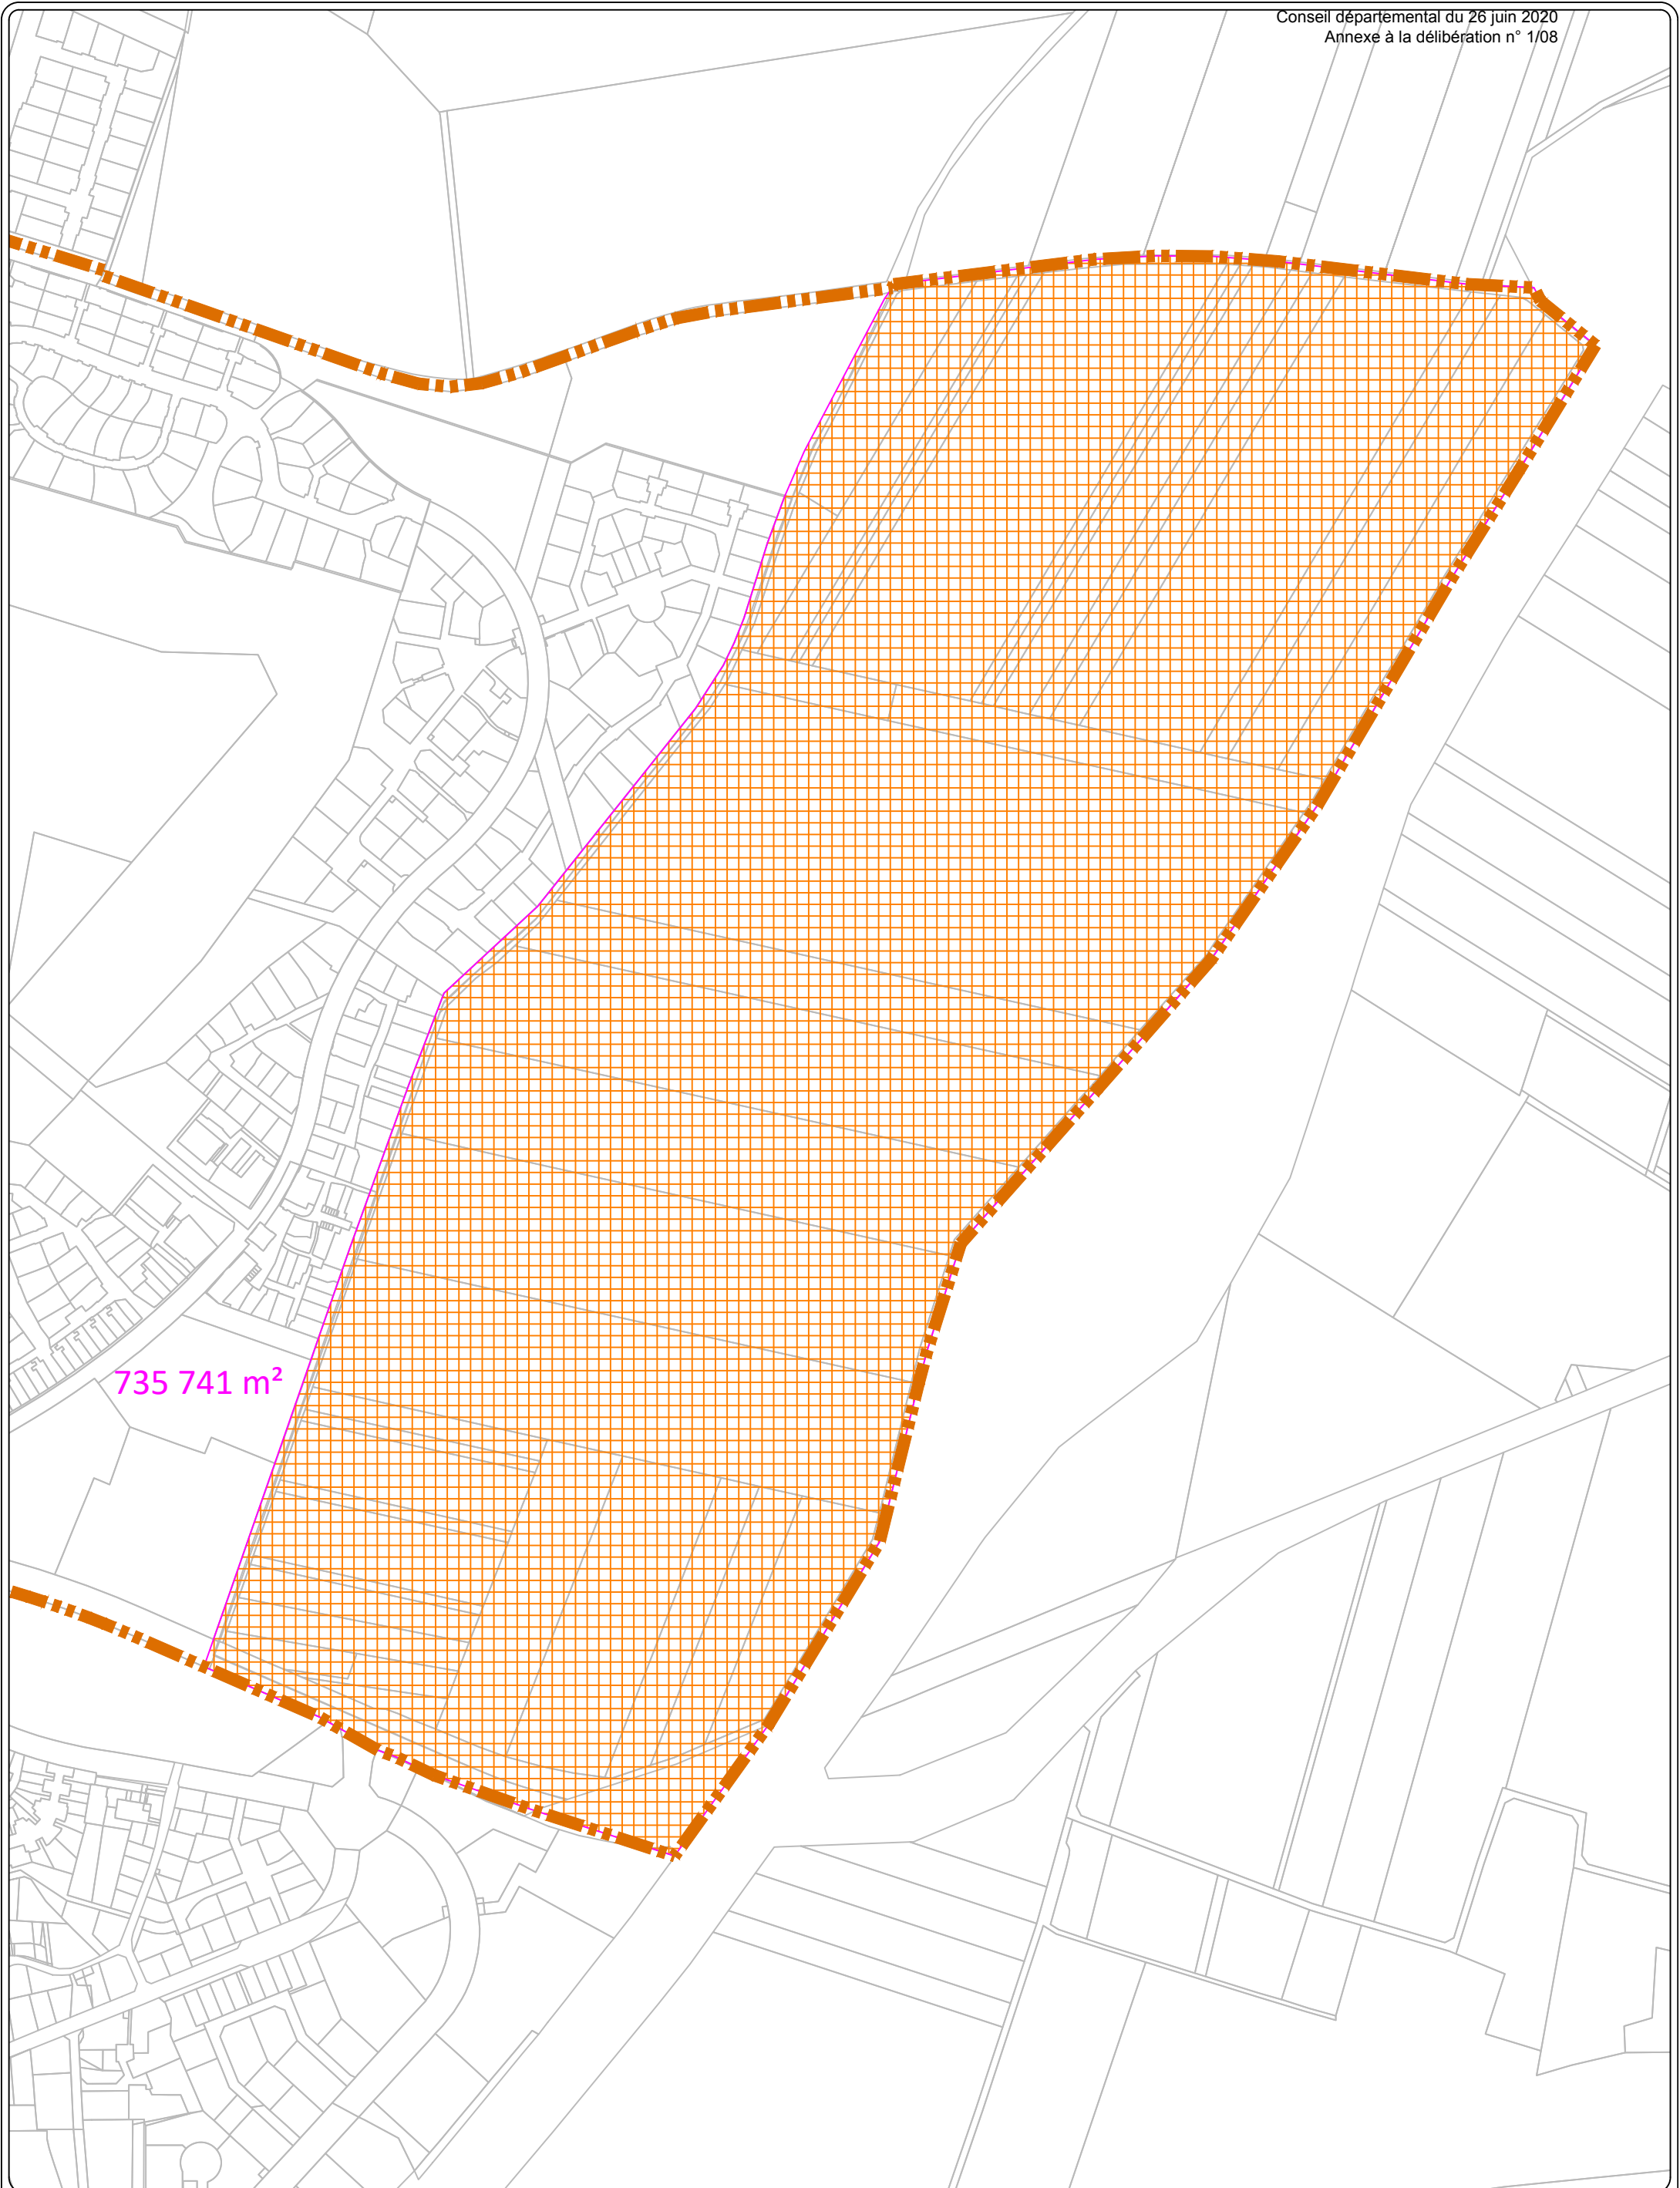 Conseil départemental du 26 juin 2020
Annexe à la délibération n° 1/08
735 741 m²